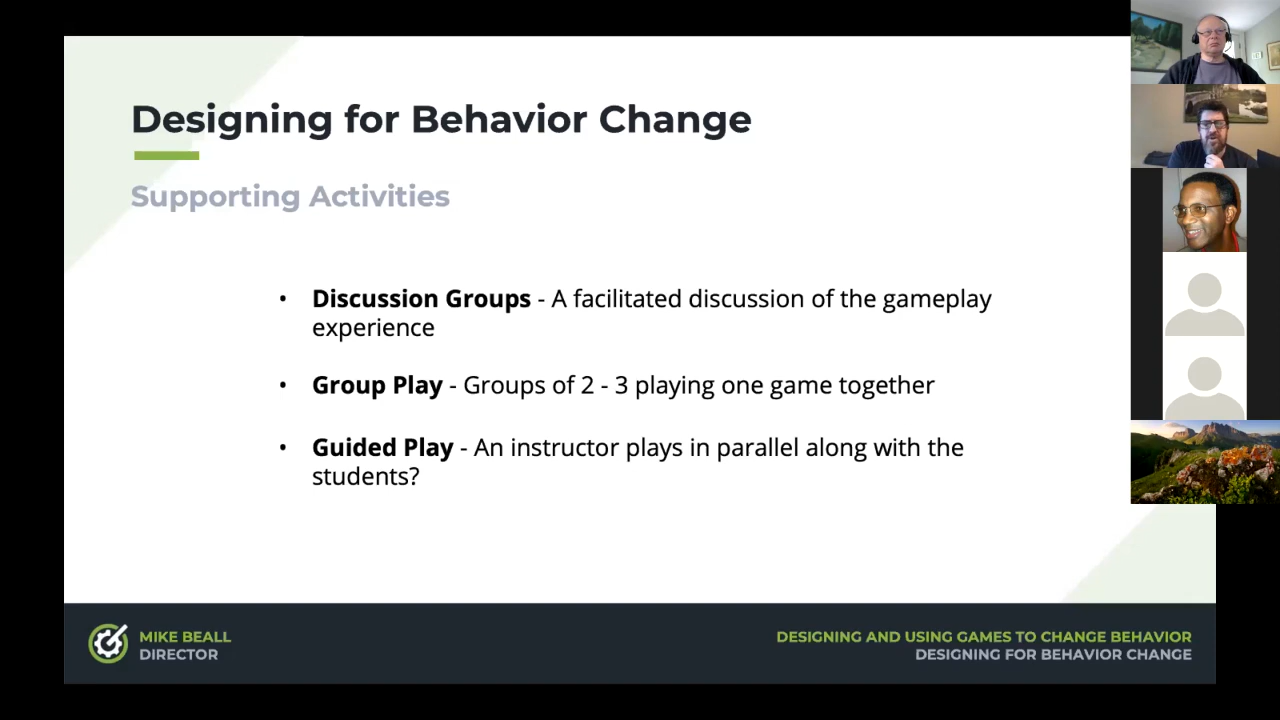 Designing for Behavior Change
Supporting Activities
• Discussion Groups - A facilitated discussion of the gameplay
experience
• Group Play - Groups of 2 - 3 playing one game together
• Guided Play - An instructor plays in parallel along with the
students?
MIKE BEALL
DIRECTOR
DESIGNING AND USING GAMES TO CHANGE BEHAVIOR
DESIGNING FOR BEHAVIOR CHANGE